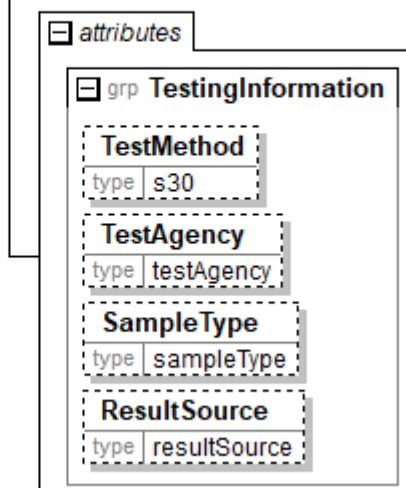 attributes
grp TestingInformation
TestMethod
type s30
TestAgency
type testAgency
SampleType
type sampleType
ResultSource
type resultSource